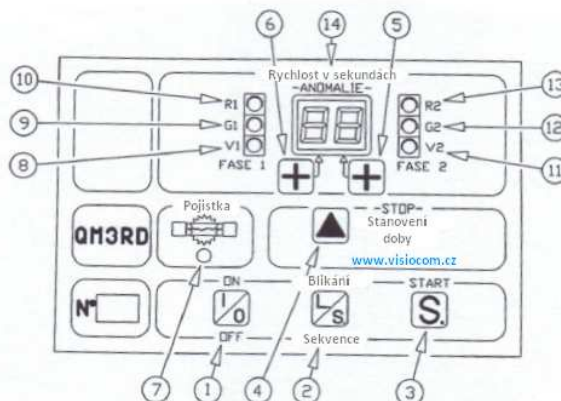 6 14 5
Rychlost v sekundách
-ANOMALIE-
10 R1 88 R2 13
9 G1 G2 12
8 V1 V2 11
FASE 1 + + FASE 2
Pojistka
-STOP-
Stanovení
doby
QM3RD
www.visiocom.cz
ON Blikání START
N° I/O L/S S.
OFF Sekvence
7 1 4 2 3